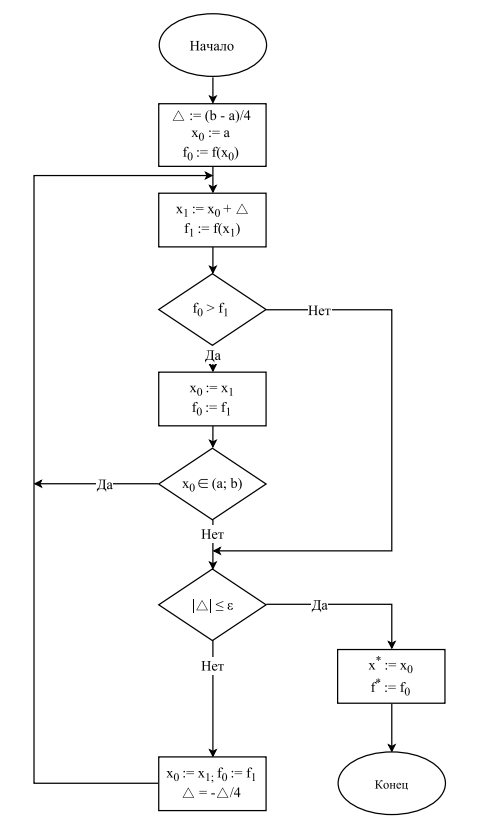 Начало
△ := (b - a)/4
x₀ := a
f₀ := f(x₀)
x₁ := x₀ + △
f₁ := f(x₁)
f₀ > f₁
Нет
Да
x₀ := x₁
f₀ := f₁
x₀ ∈ (a; b)
Да
Нет
|△| ≤ ε
Да
Нет
x* := x₀
f* := f₀
x₀ := x₁; f₀ := f₁
△ = -△/4
Конец